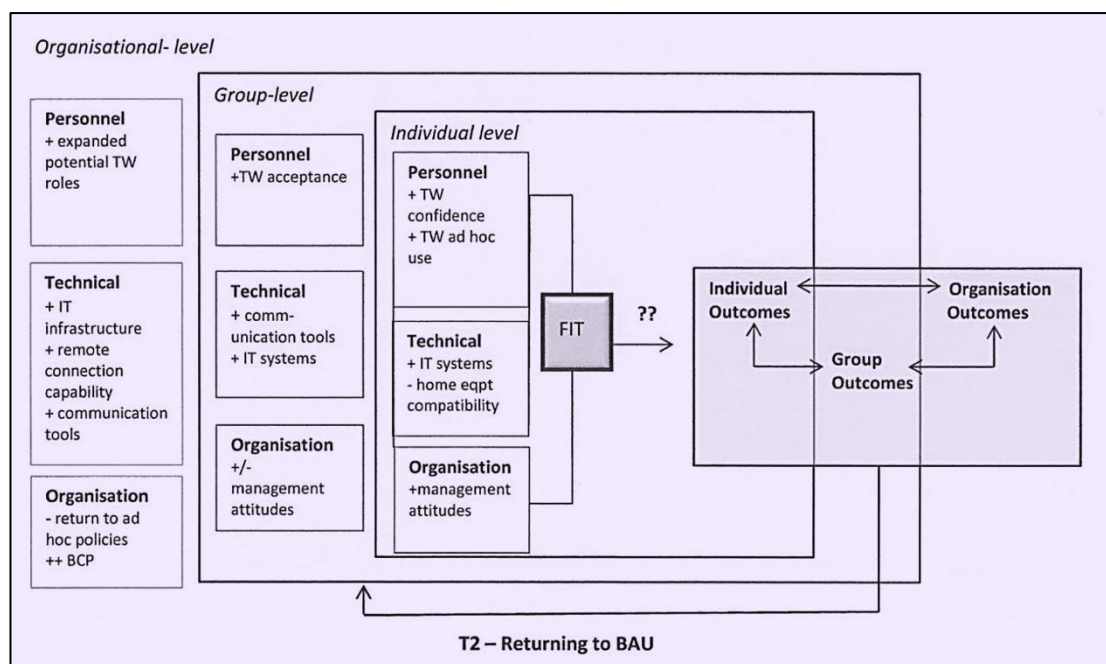 Organisational- level
Personnel
+ expanded
potential TW
roles
Technical
+ IT
infrastructure
+ remote
connection
capability
+ communication
tools
Organisation
- return to ad
hoc policies
++ BCP
Group-level
Personnel
+TW acceptance
Technical
+ comm-
unication tools
+ IT systems
Organisation
+/-
management
attitudes
Individual level
Personnel
+ TW
confidence
+ TW ad hoc
use
Technical
+ IT systems
- home eqpt
compatibility
Organisation
+management
attitudes
FIT
??
Individual
Outcomes
Organisation
Outcomes
Group
Outcomes
T2 – Returning to BAU